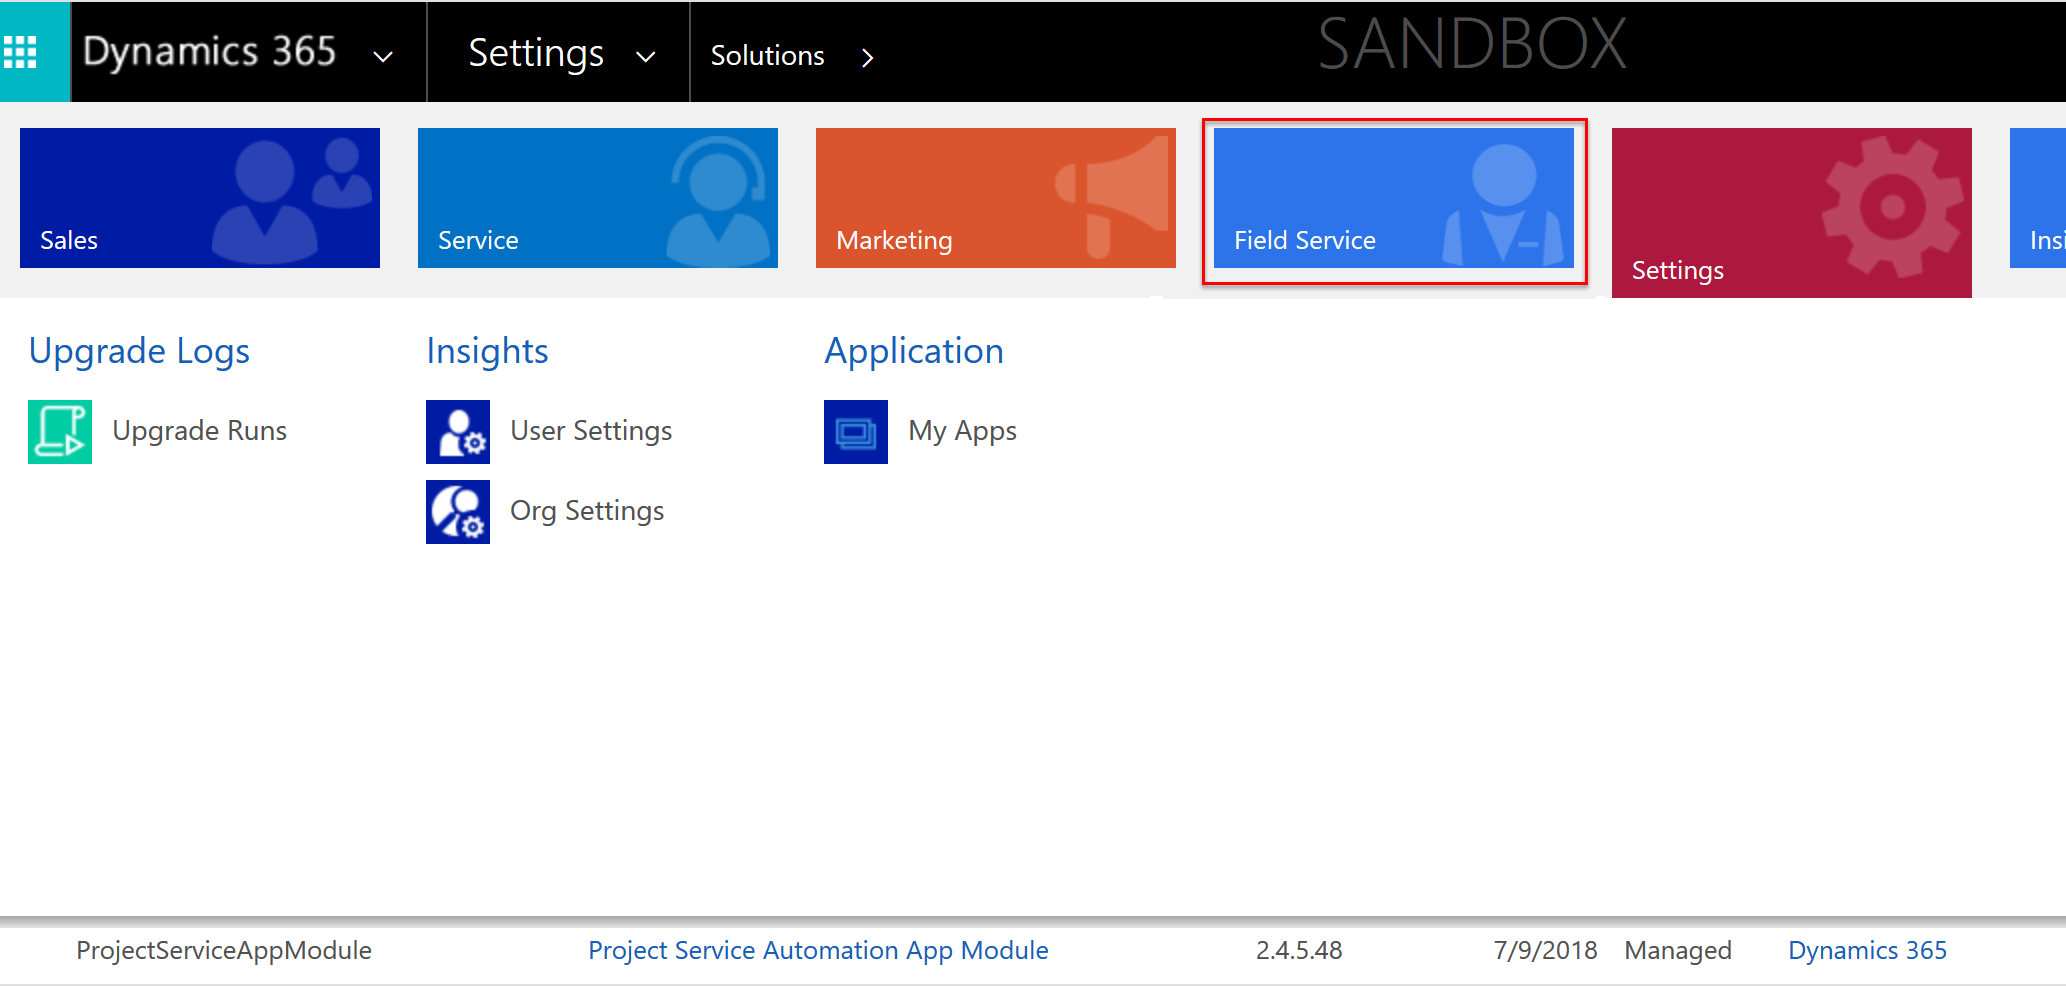 Dynamics 365 Settings Solutions SANDBOX
Sales Service Marketing Field Service Settings Insi
Upgrade Logs Insights Application
Upgrade Runs User Settings My Apps
Org Settings
ProjectServiceAppModule Project Service Automation App Module 2.4.5.48 7/9/2018 Managed Dynamics 365